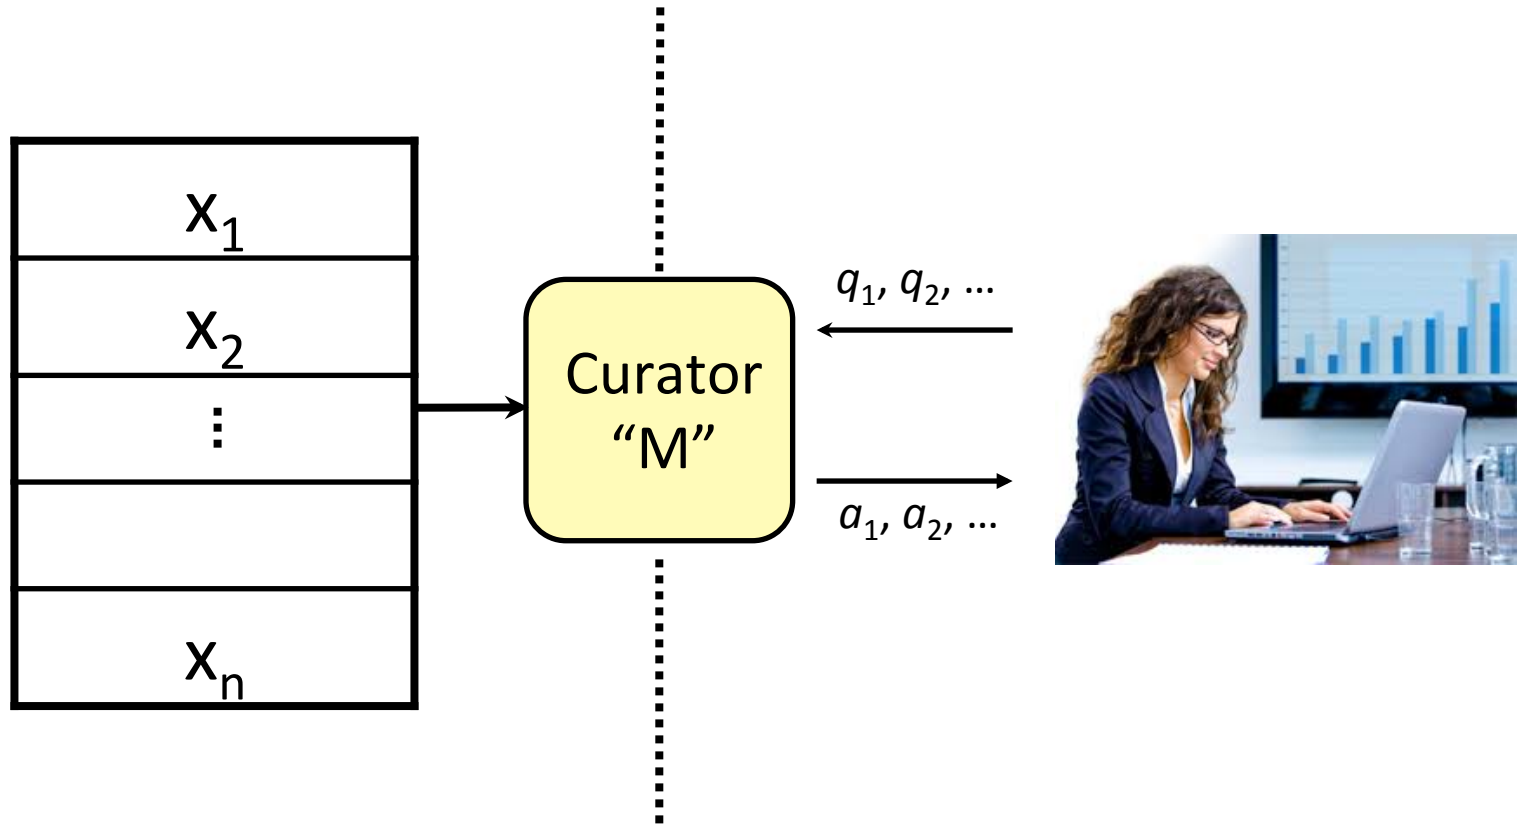 x₁
x₂
⋮
xₙ
Curator
“M”
q₁, q₂, ...
a₁, a₂, ...